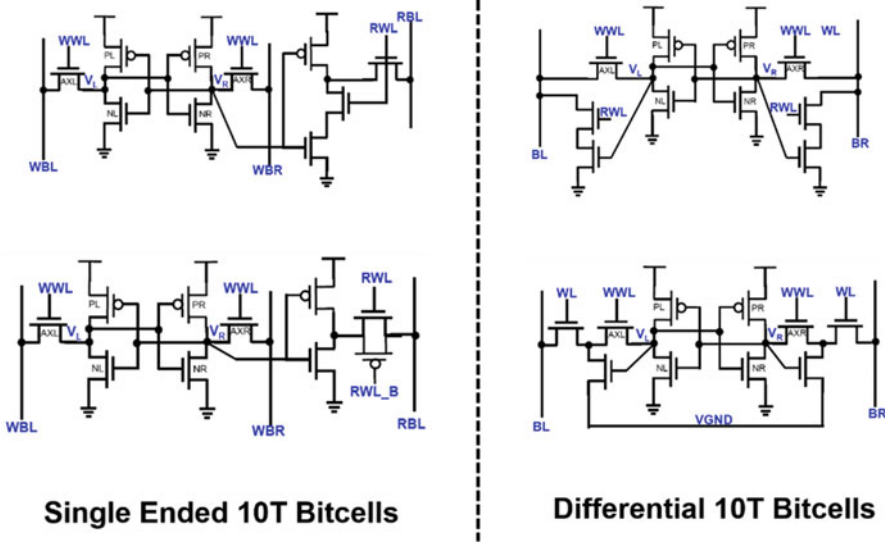 WWL PL PR WWL RWL RBL
AXL VL VR AXR
NL NR
WBL WBR
WWL PL PR WWL WL
AXL VL VR AXR
RWL NL NR RWL
BL BR
WWL PL PR WWL RWL
AXL VL VR AXR
NL NR
RWL_B
WBL WBR RBL
WL WWL PL PR WWL WL
AXL VL VR AXR
NL NR
VGND
BL BR
Single Ended 10T Bitcells
Differential 10T Bitcells